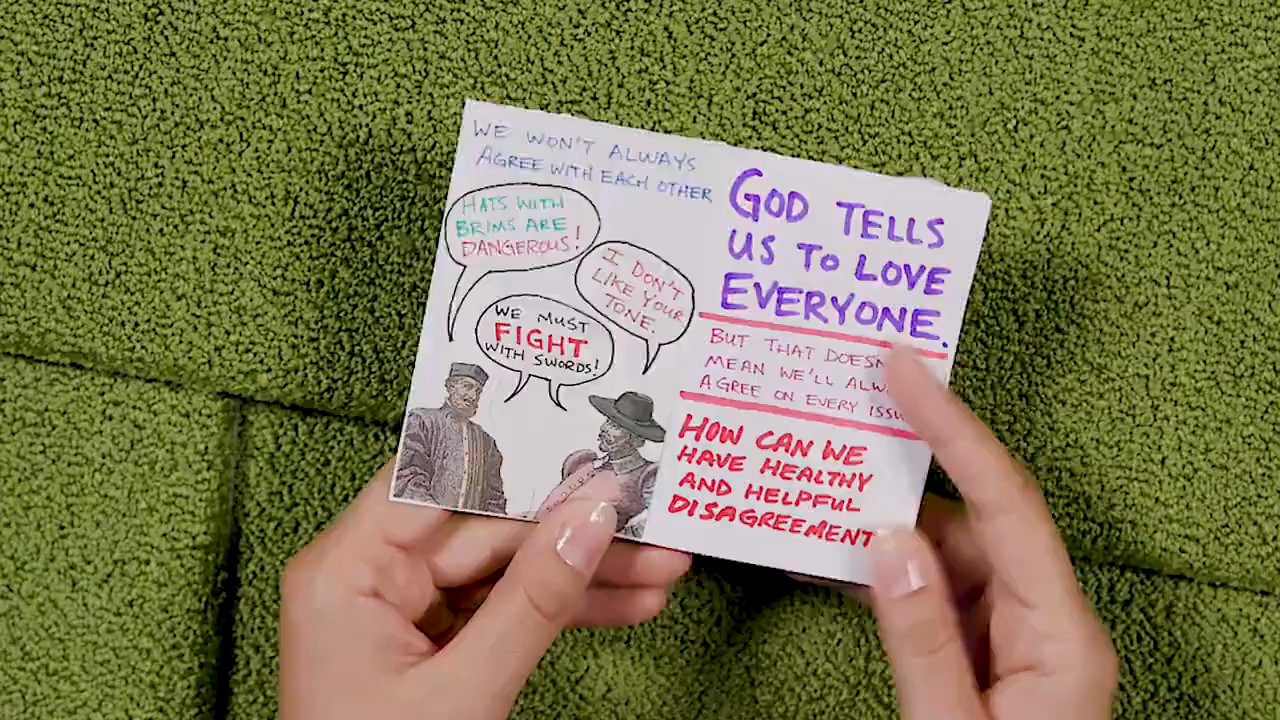 WE WON'T ALWAYS
AGREE WITH EACH OTHER
HATS WITH
BRIMS ARE
DANGEROUS!
I DON'T
LIKE YOUR
TONE.
WE MUST
FIGHT
WITH SWORDS!
GOD TELLS
US TO LOVE
EVERYONE.
BUT THAT
MEAN WE'LL
AGREE ON EVERY
HOW CAN WE
HAVE HEALTHY
AND HELPFUL
DISAGREEMENT